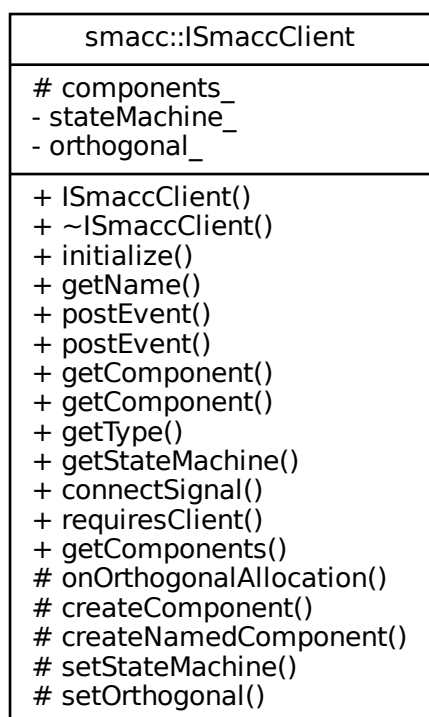 smacc::ISmaccClient
# components_
- stateMachine_
- orthogonal_
+ ISmaccClient()
+ ~ISmaccClient()
+ initialize()
+ getName()
+ postEvent()
+ postEvent()
+ getComponent()
+ getComponent()
+ getType()
+ getStateMachine()
+ connectSignal()
+ requiresClient()
+ getComponents()
# onOrthogonalAllocation()
# createComponent()
# createNamedComponent()
# setStateMachine()
# setOrthogonal()